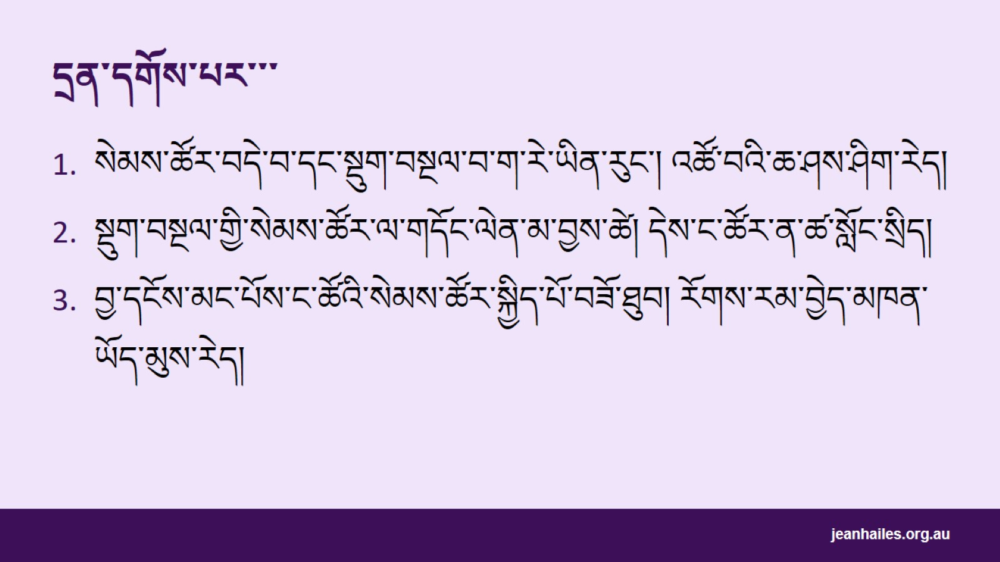 དྲན་དགོས་པར་་་
1. སེམས་ཚོར་བདེ་བ་དང་སྡུག་བསྔལ་བ་ག་རེ་ཡིན་རུང་། འཚོ་བའི་ཆ་ཤས་ཤིག་རེད།
2. སྡུག་བསྔལ་གྱི་སེམས་ཚོར་ལ་གདོང་ལེན་མ་བྱས་ཚེ། དེས་ང་ཚོར་ན་ཚ་སློང་སྲིད།
3. བྱ་དངོས་མང་པོས་ང་ཚོའི་སེམས་ཚོར་སྐྱིད་པོ་བཟོ་ཐུབ། རོགས་རམ་བྱེད་མཁན་
ཡོད་མུས་རེད།
jeanhailes.org.au